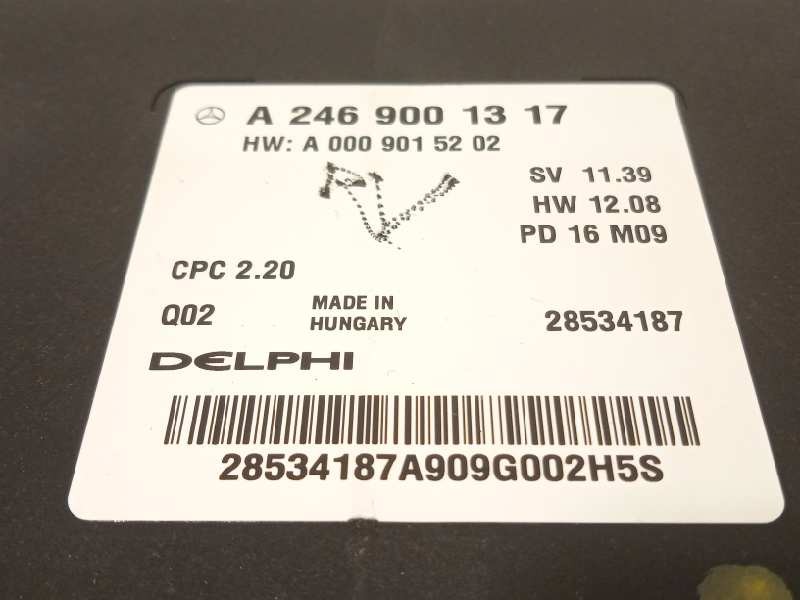 A 246 900 13 17
HW: A 000 901 52 02
SV 11.39
HW 12.08
PD 16 M09
CPC 2.20
Q02
MADE IN
HUNGARY
28534187
DELPHI
28534187A909G002H5S